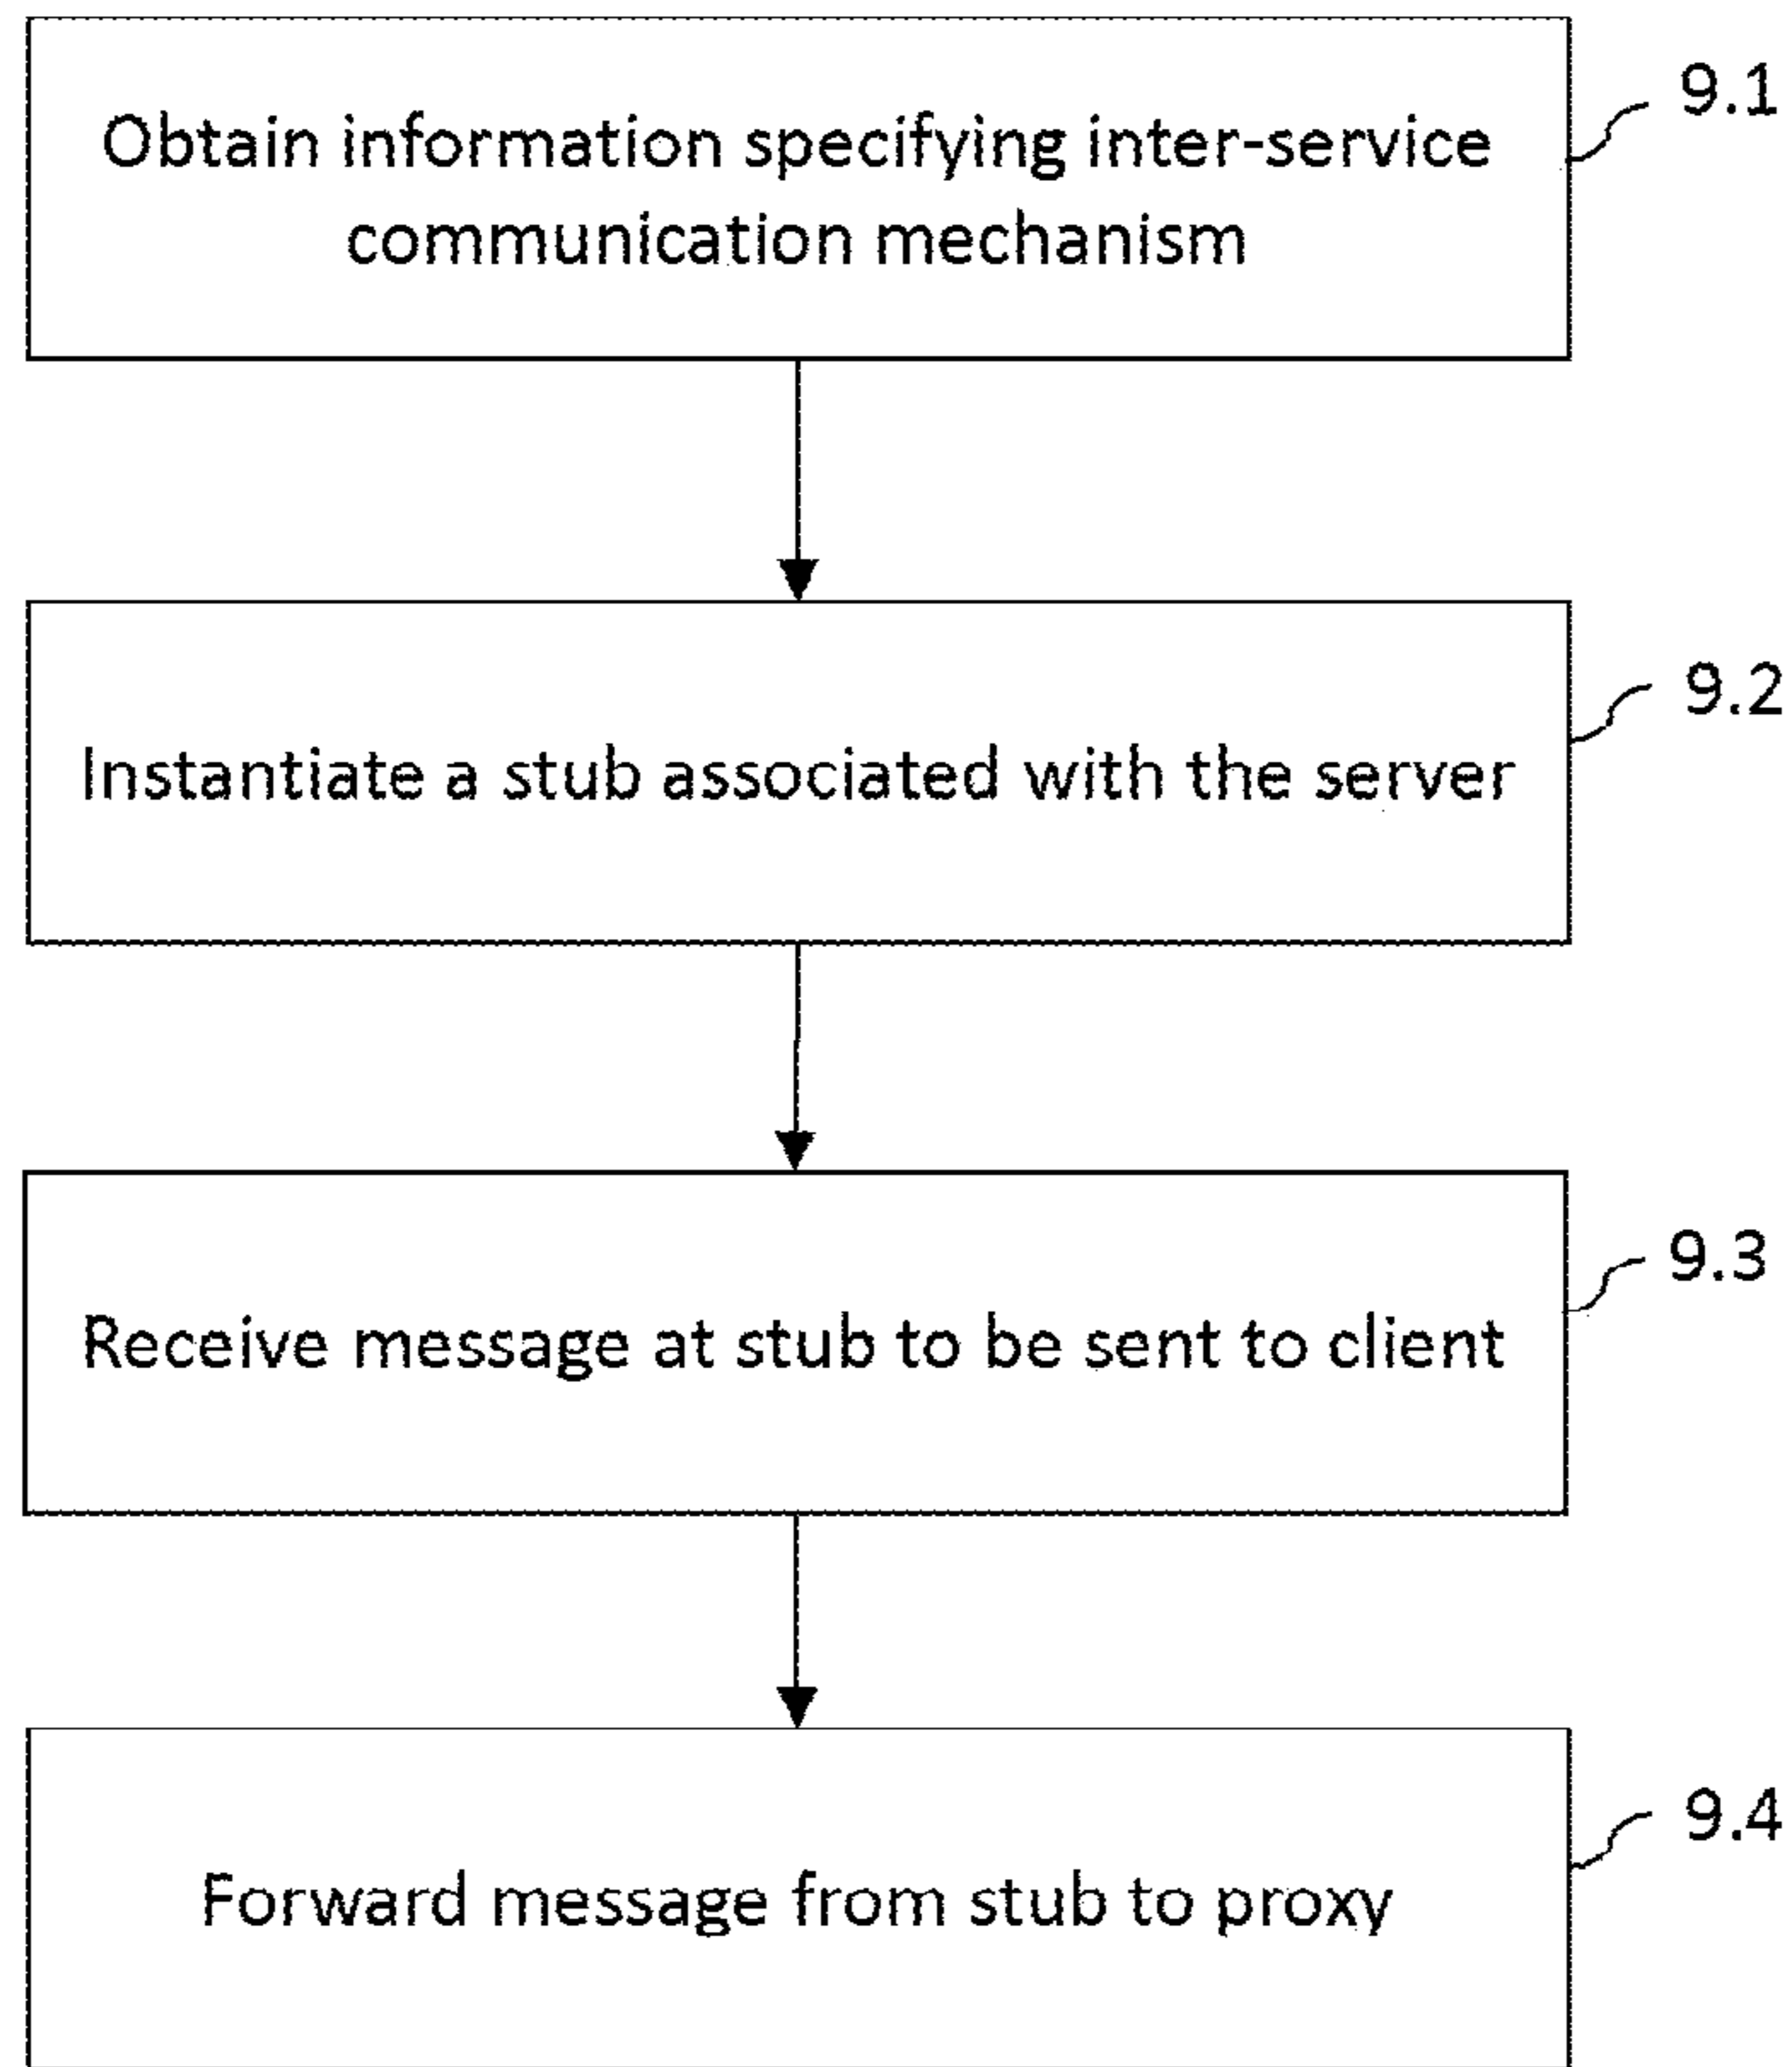 9.1
Obtain information specifying inter-service
communication mechanism
9.2
Instantiate a stub associated with the server
9.3
Receive message at stub to be sent to client
9.4
Forward message from stub to proxy